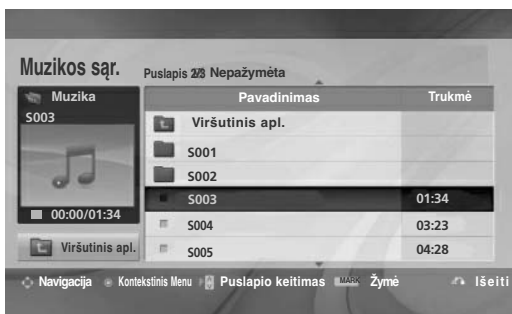 Muzikos sąr.
Puslapis 2/3 Nepažymėta
Muzika
S003
00:00/01:34
Viršutinis apl.
Pavadinimas Trukmė
Viršutinis apl.
S001
S002
S003 01:34
S004 03:23
S005 04:28
Navigacija Kontekstinis Menu Puslapio keitimas MARK Žymė Išeiti